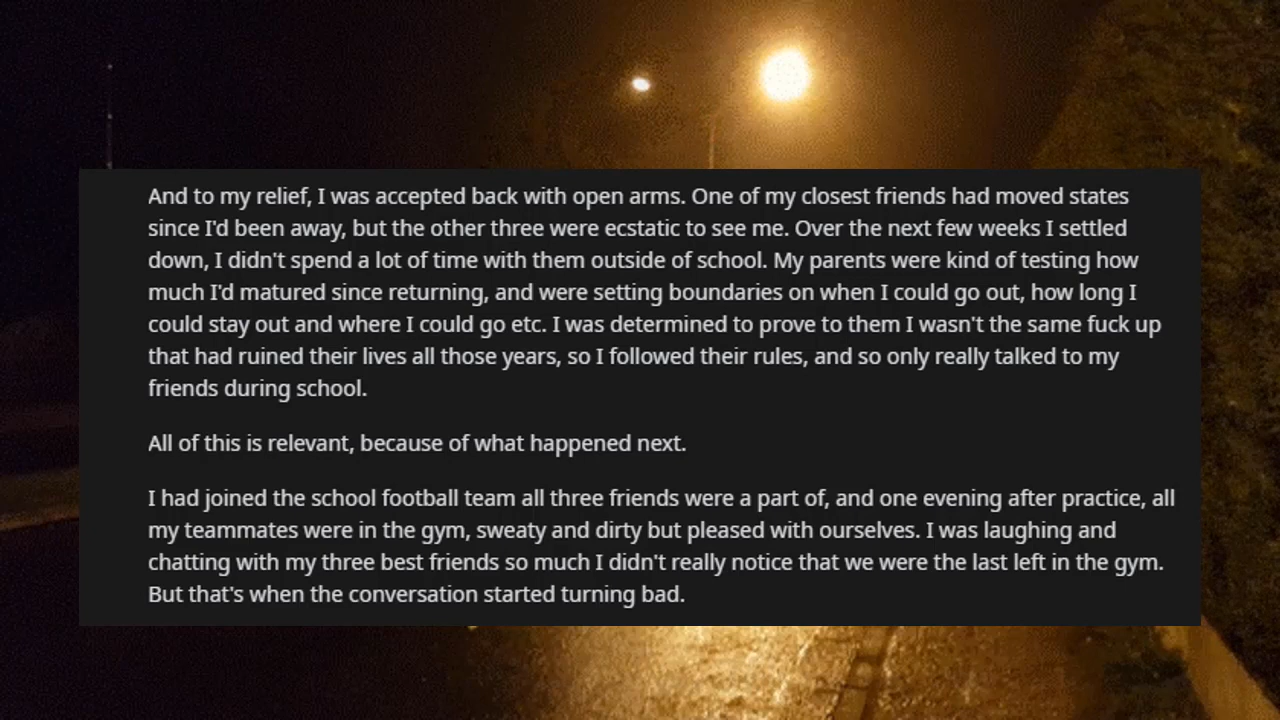 And to my relief, I was accepted back with open arms. One of my closest friends had moved states
since I'd been away, but the other three were ecstatic to see me. Over the next few weeks I settled
down, I didn't spend a lot of time with them outside of school. My parents were kind of testing how
much I'd matured since returning, and were setting boundaries on when I could go out, how long I
could stay out and where I could go etc. I was determined to prove to them I wasn't the same fuck up
that had ruined their lives all those years, so I followed their rules, and so only really talked to my
friends during school.
All of this is relevant, because of what happened next.
I had joined the school football team all three friends were a part of, and one evening after practice, all
my teammates were in the gym, sweaty and dirty but pleased with ourselves. I was laughing and
chatting with my three best friends so much I didn't really notice that we were the last left in the gym.
But that's when the conversation started turning bad.